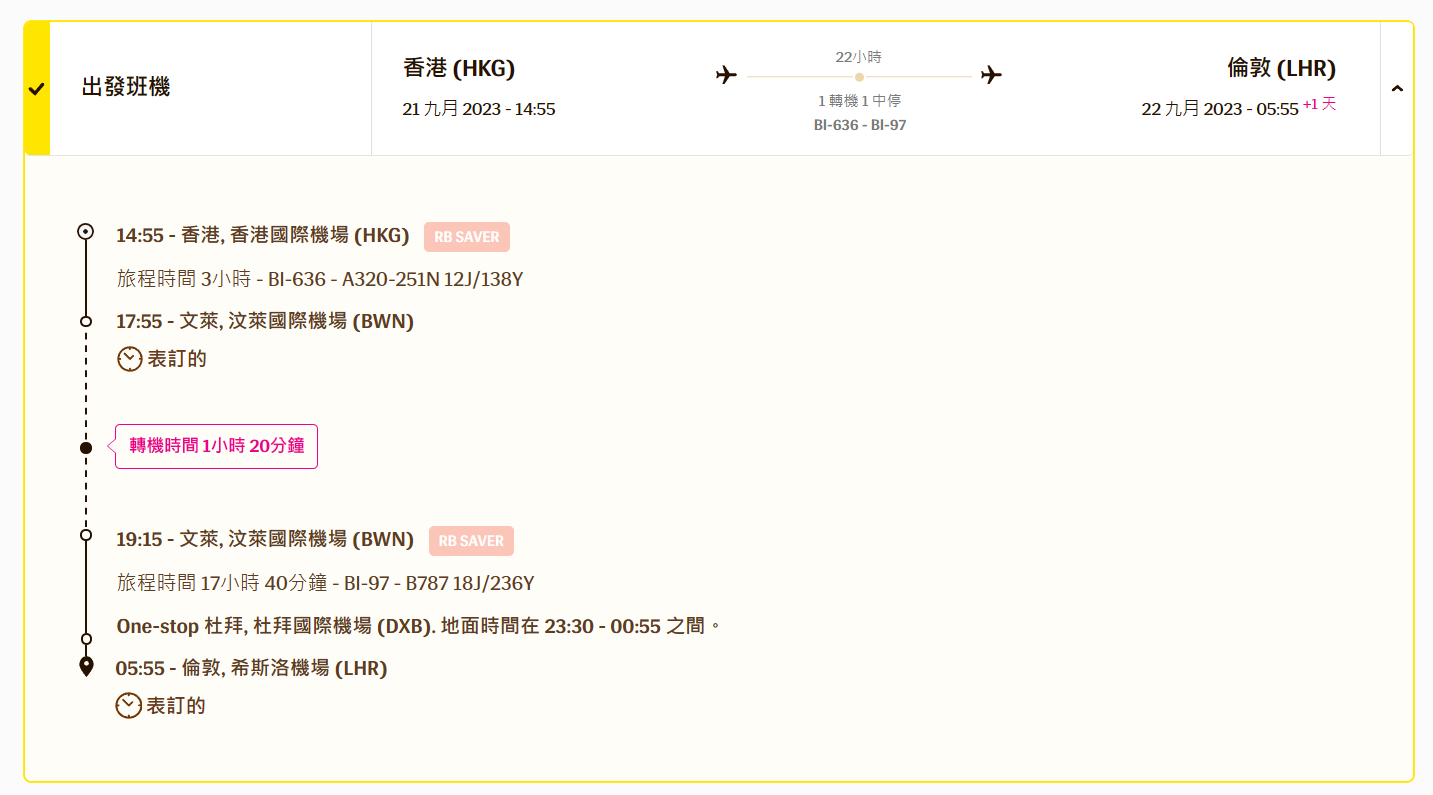 出發班機
香港 (HKG)
21 九月 2023 - 14:55
22小時
1 轉機 1 中停
BI-636 - BI-97
倫敦 (LHR)
22 九月 2023 - 05:55 +1 天
14:55 - 香港, 香港國際機場 (HKG) RB SAVER
旅程時間 3小時 - BI-636 - A320-251N 12J/138Y
17:55 - 文萊, 汶萊國際機場 (BWN)
表訂的
轉機時間 1小時 20分鐘
19:15 - 文萊, 汶萊國際機場 (BWN) RB SAVER
旅程時間 17小時 40分鐘 - BI-97 - B787 18J/236Y
One-stop 杜拜, 杜拜國際機場 (DXB). 地面時間在 23:30 - 00:55 之間。
05:55 - 倫敦, 希斯洛機場 (LHR)
表訂的